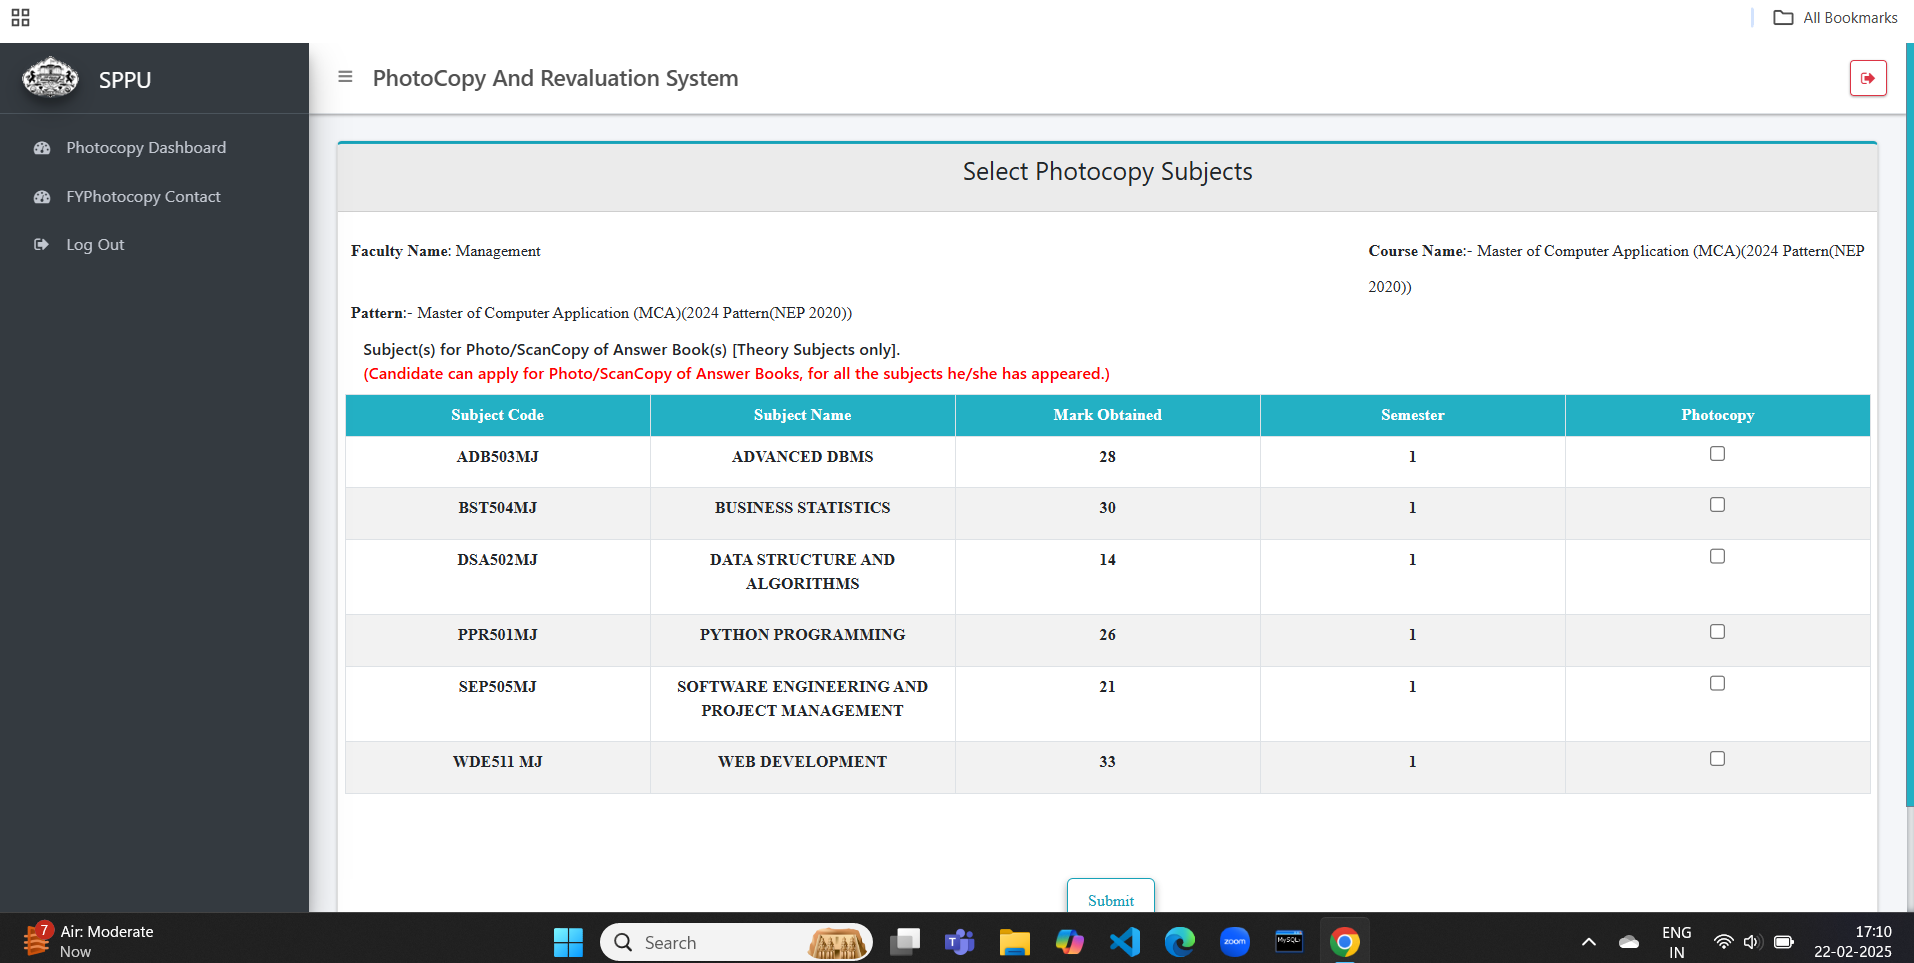 All Bookmarks
SPPU
PhotoCopy And Revaluation System
Photocopy Dashboard
FYPhotocopy Contact
Log Out
Select Photocopy Subjects
Faculty Name: Management
Course Name:- Master of Computer Application (MCA)(2024 Pattern(NEP
2020))
Pattern:- Master of Computer Application (MCA)(2024 Pattern(NEP 2020))
Subject(s) for Photo/ScanCopy of Answer Book(s) [Theory Subjects only].
(Candidate can apply for Photo/ScanCopy of Answer Books, for all the subjects he/she has appeared.)
Subject Code Subject Name Mark Obtained Semester Photocopy
ADB503MJ ADVANCED DBMS 28 1
BST504MJ BUSINESS STATISTICS 30 1
DSA502MJ DATA STRUCTURE AND 14 1
ALGORITHMS
PPR501MJ PYTHON PROGRAMMING 26 1
SEP505MJ SOFTWARE ENGINEERING AND 21 1
PROJECT MANAGEMENT
WDE511 MJ WEB DEVELOPMENT 33 1
Submit
7
Air: Moderate
Now
Search
zoom
MySQL
ENG
IN
17:10
22-02-2025